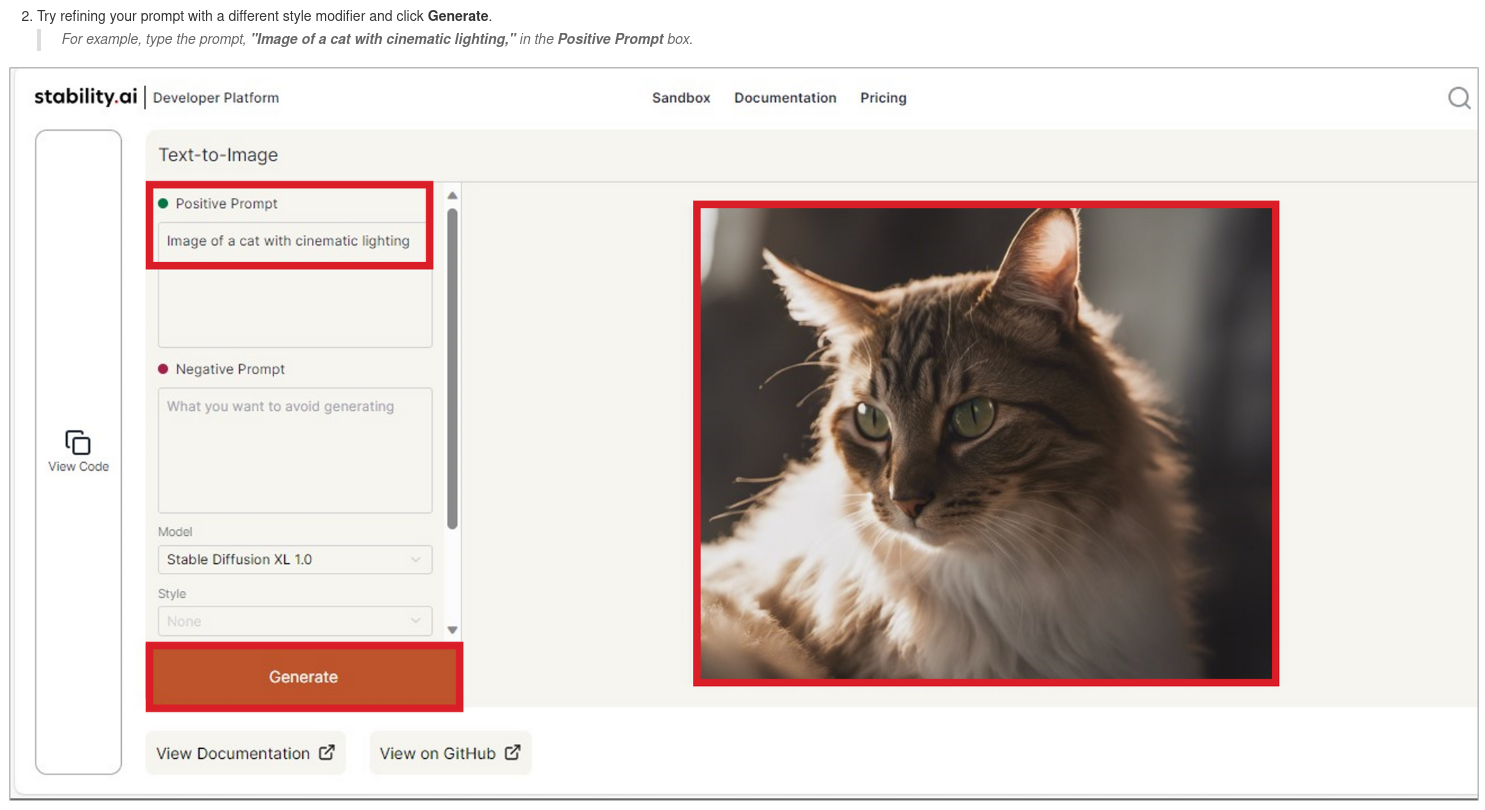 2. Try refining your prompt with a different style modifier and click Generate.
For example, type the prompt, "Image of a cat with cinematic lighting," in the Positive Prompt box.
stability.ai | Developer Platform
Sandbox Documentation Pricing
Text-to-Image
Positive Prompt
Image of a cat with cinematic lighting
Negative Prompt
What you want to avoid generating
View Code
Model
Stable Diffusion XL 1.0
Style
None
Generate
View Documentation
View on GitHub